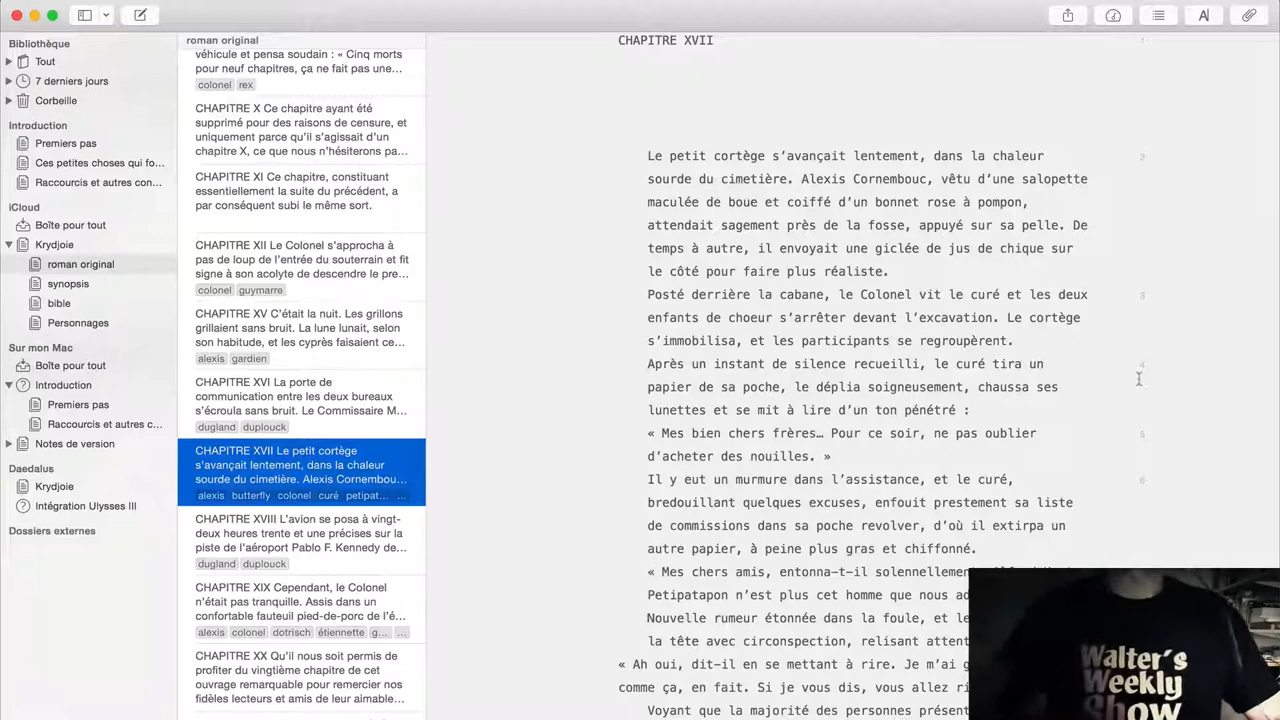 Bibliothèque
Tout
7 derniers jours
Corbeille
Introduction
Premiers pas
Ces petites choses qui fo...
Raccourcis et autres con...
iCloud
Boîte pour tout
Krydjoie
roman original
synopsis
bible
Personnages
Sur mon Mac
Boîte pour tout
Introduction
Premiers pas
Raccourcis et autres c...
Notes de version
Daedalus
Krydjoie
Intégration Ulysses III
Dossiers externes
roman original
véhicule et pensa soudain : « Cinq morts
pour neuf chapitres, ça ne fait pas une...
colonel rex
CHAPITRE X Ce chapitre ayant été
supprimé pour des raisons de censure, et
uniquement parce qu'il s'agissait d'un
chapitre X, ce que nous n'hésiterons pa...
CHAPITRE XI Ce chapitre, constituant
essentiellement la suite du précédent, a
par conséquent subi le même sort.
CHAPITRE XII Le Colonel s'approcha à
pas de loup de l'entrée du souterrain et fit
signe à son acolyte de descendre le pre...
colonel guymarre
CHAPITRE XV C'était la nuit. Les grillons
grillaient sans bruit. La lune lunait, selon
son habitude, et les cyprès faisaient ce...
alexis gardien
CHAPITRE XVI La porte de
communication entre les deux bureaux
s'écroula sans bruit. Le Commissaire M...
dugland duplouck
CHAPITRE XVII Le petit cortège
s'avançait lentement, dans la chaleur
sourde du cimetière. Alexis Cornembou...
alexis butterfly colonel curé petipat... ...
CHAPITRE XVIII L'avion se posa à vingt-
deux heures trente et une précises sur la
piste de l'aéroport Pablo F. Kennedy de...
dugland duplouck
CHAPITRE XIX Cependant, le Colonel
n'était pas tranquille. Assis dans un
confortable fauteuil pied-de-porc de l'é...
alexis colonel dotrisch étiennette g... ...
CHAPITRE XX Qu'il nous soit permis de
profiter du vingtième chapitre de cet
ouvrage remarquable pour remercier nos
fidèles lecteurs et amis de leur aimable...
CHAPITRE XVII 1
Le petit cortège s'avançait lentement, dans la chaleur 2
sourde du cimetière. Alexis Cornembouc, vêtu d'une salopette
maculée de boue et coiffé d'un bonnet rose à pompon,
attendait sagement près de la fosse, appuyé sur sa pelle. De
temps à autre, il envoyait une giclée de jus de chique sur
le côté pour faire plus réaliste.
Posté derrière la cabane, le Colonel vit le curé et les deux 3
enfants de choeur s'arrêter devant l'excavation. Le cortège
s'immobilisa, et les participants se regroupèrent.
Après un instant de silence recueilli, le curé tira un 4
papier de sa poche, le déplia soigneusement, chaussa ses
lunettes et se mit à lire d'un ton pénétré :
« Mes bien chers frères… Pour ce soir, ne pas oublier 5
d'acheter des nouilles. »
Il y eut un murmure dans l'assistance, et le curé, 6
bredouillant quelques excuses, enfouit prestement sa liste
de commissions dans sa poche revolver, d'où il extirpa un
autre papier, à peine plus gras et chiffonné.
« Mes chers amis, entonna-t-il solennellement
Petipatapon n'est plus cet homme que nous
Nouvelle rumeur étonnée dans la foule, et
la tête avec circonspection, relisant
« Ah oui, dit-il en se mettant à rire. Je m'ai
comme ça, en fait. Si je vous dis, vous allez
Voyant que la majorité des personnes
Walter's
Weekly
Show